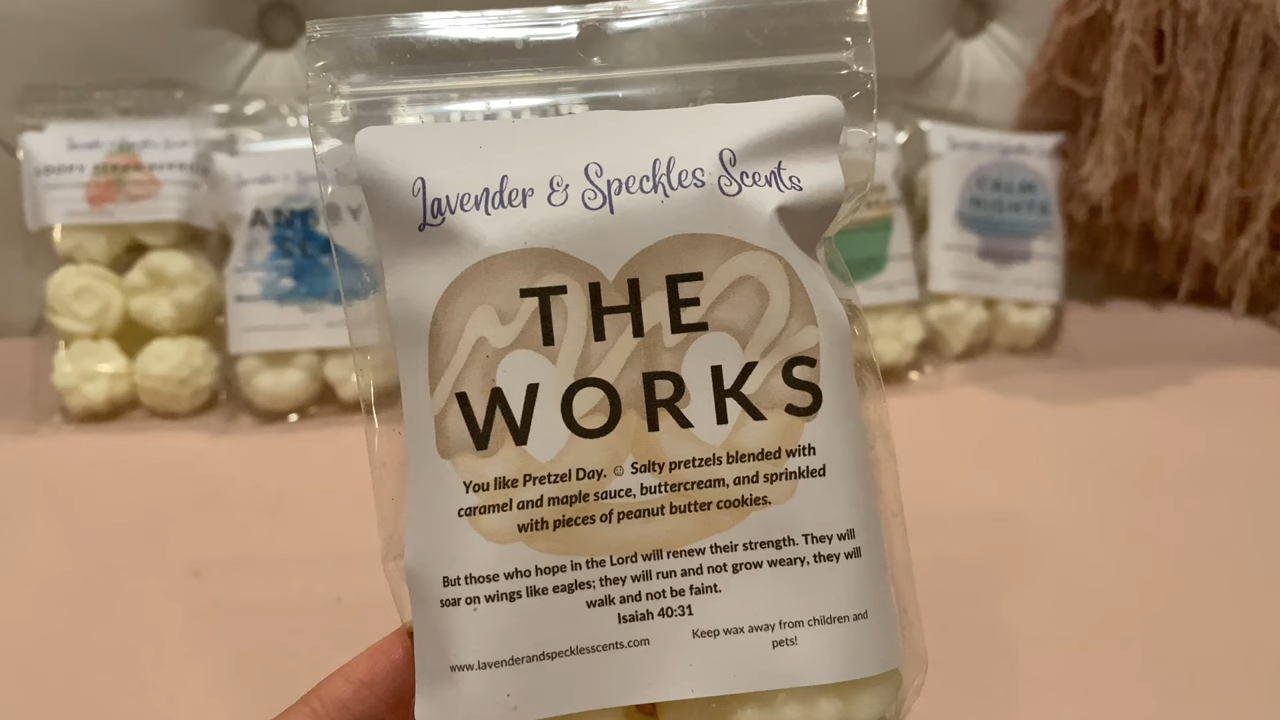 Lavender & Speckles Scents
THE
WORKS
You like Pretzel Day. ☺ Salty pretzels blended with
caramel and maple sauce, buttercream, and sprinkled
with pieces of peanut butter cookies.
But those who hope in the Lord will renew their strength. They will
soar on wings like eagles; they will run and not grow weary, they will
walk and not be faint.
Isaiah 40:31
www.lavenderandspecklesscents.com
Keep wax away from children and
pets!
CALM
NIGHTS